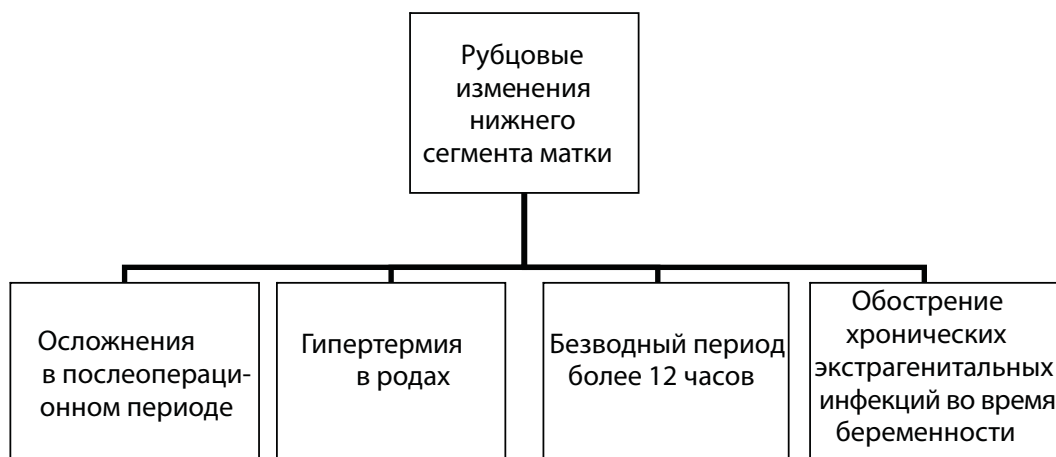 Рубцовые
изменения
нижнего
сегмента матки
Осложнения
в послеопераци-
онном периоде
Гипертермия
в родах
Безводный период
более 12 часов
Обострение
хронических
экстрагенитальных
инфекций во время
беременности